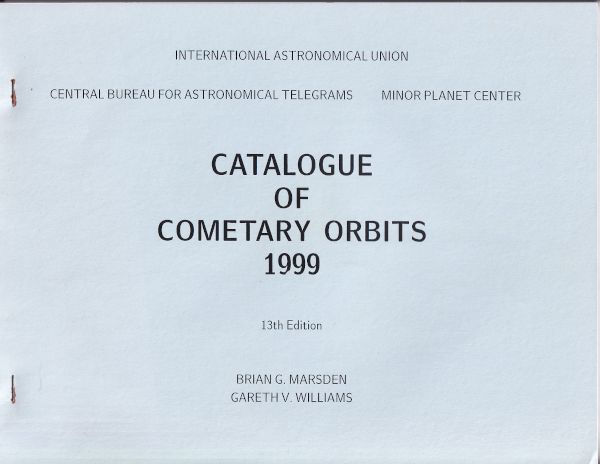 INTERNATIONAL ASTRONOMICAL UNION
CENTRAL BUREAU FOR ASTRONOMICAL TELEGRAMS MINOR PLANET CENTER
CATALOGUE
OF
COMETARY ORBITS
1999
13th Edition
BRIAN G. MARSDEN
GARETH V. WILLIAMS